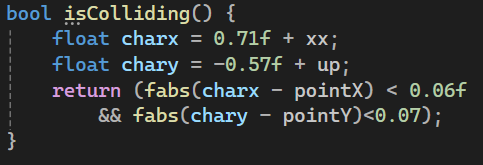 bool isColliding() {
    float charx = 0.71f + xx;
    float chary = -0.57f + up;
    return (fabs(charx - pointX) < 0.06f
        && fabs(chary - pointY)<0.07);
}